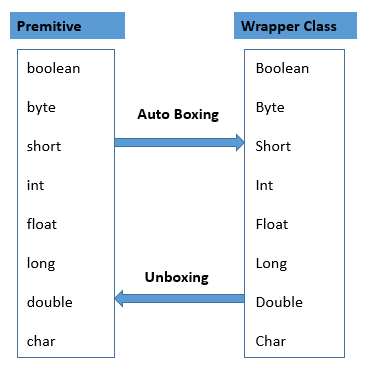 Premitive
Wrapper Class
boolean
byte
short
int
float
long
double
char
Auto Boxing
Unboxing
Boolean
Byte
Short
Int
Float
Long
Double
Char